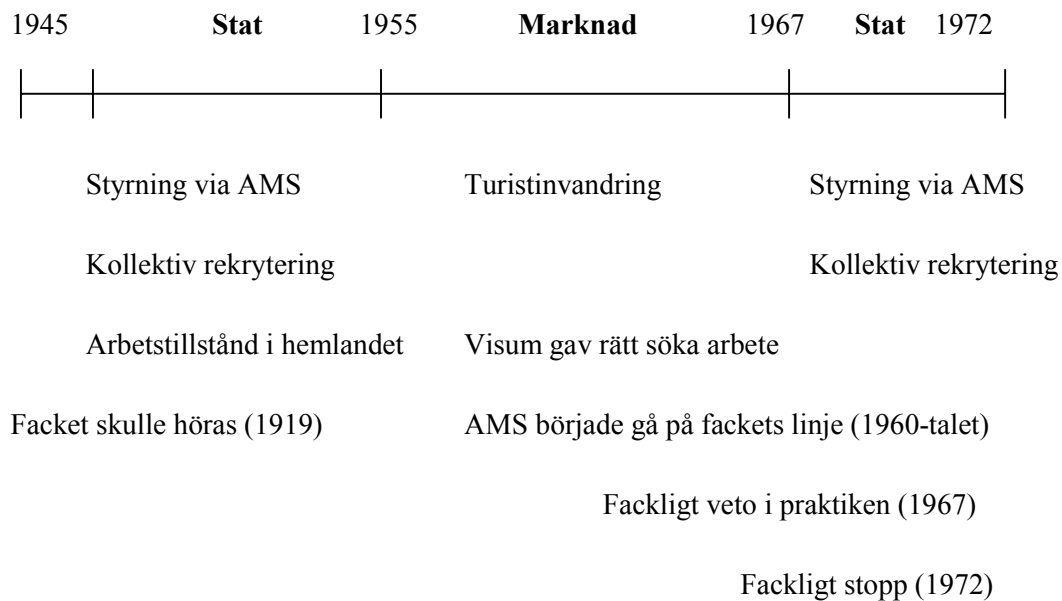 1945 Stat 1955 Marknad 1967 Stat 1972
Styrning via AMS Turistinvandring Styrning via AMS
Kollektiv rekrytering Kollektiv rekrytering
Arbetstillstånd i hemlandet Visum gav rätt söka arbete
Facket skulle höras (1919) AMS började gå på fackets linje (1960-talet)
Fackligt veto i praktiken (1967)
Fackligt stopp (1972)